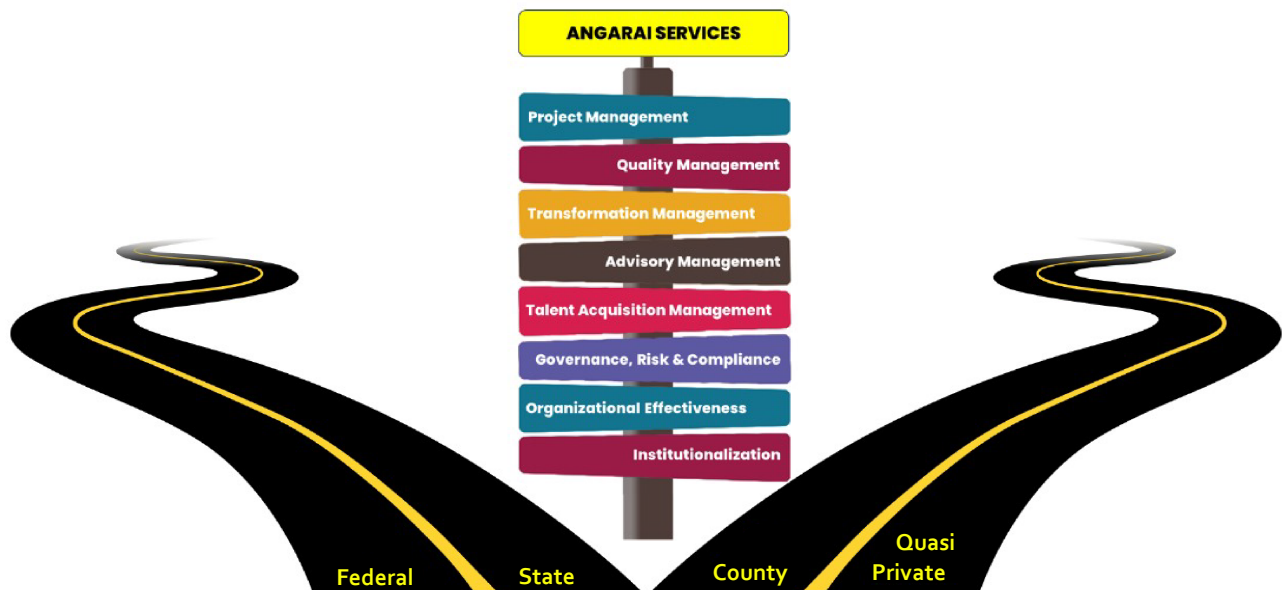 ANGARAI SERVICES
Project Management
Quality Management
Transformation Management
Advisory Management
Talent Acquisition Management
Governance, Risk & Compliance
Organizational Effectiveness
Institutionalization
Federal
State
County
Quasi
Private